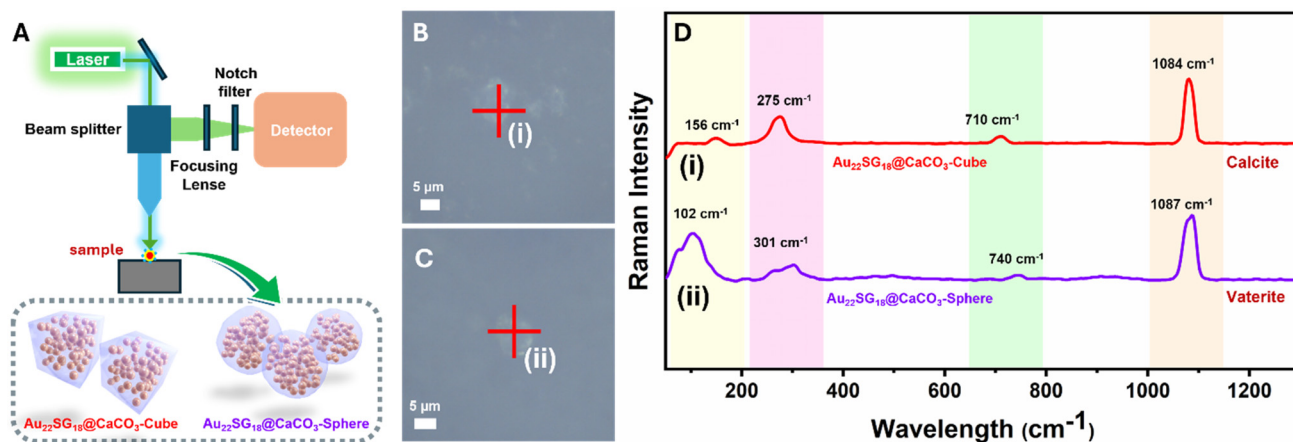 A
Laser
Notch
filter
Beam splitter
Detector
Focusing
Lense
sample
Au₂₂SG₁₈@CaCO₃-Cube
Au₂₂SG₁₈@CaCO₃-Sphere
B
(i)
5 µm
C
(ii)
5 µm
D
Raman Intensity
156 cm⁻¹
275 cm⁻¹
710 cm⁻¹
1084 cm⁻¹
(i)
Au₂₂SG₁₈@CaCO₃-Cube
Calcite
102 cm⁻¹
301 cm⁻¹
740 cm⁻¹
1087 cm⁻¹
(ii)
Au₂₂SG₁₈@CaCO₃-Sphere
Vaterite
200 400 600 800 1000 1200
Wavelength (cm⁻¹)